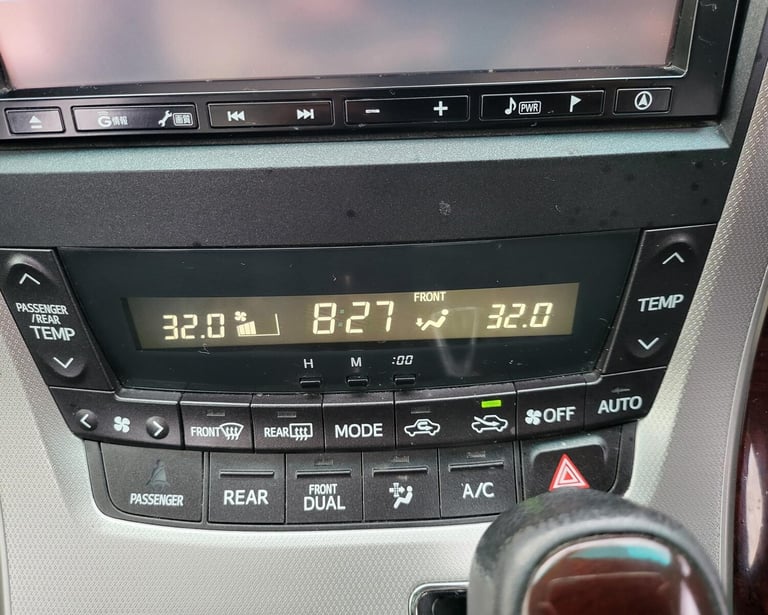 G情報
画質
PWR
PASSENGER
/REAR
TEMP
32.0
8:27
FRONT
32.0
TEMP
H M :00
FRONT
REAR
MODE
OFF
AUTO
PASSENGER
REAR
FRONT
DUAL
A/C